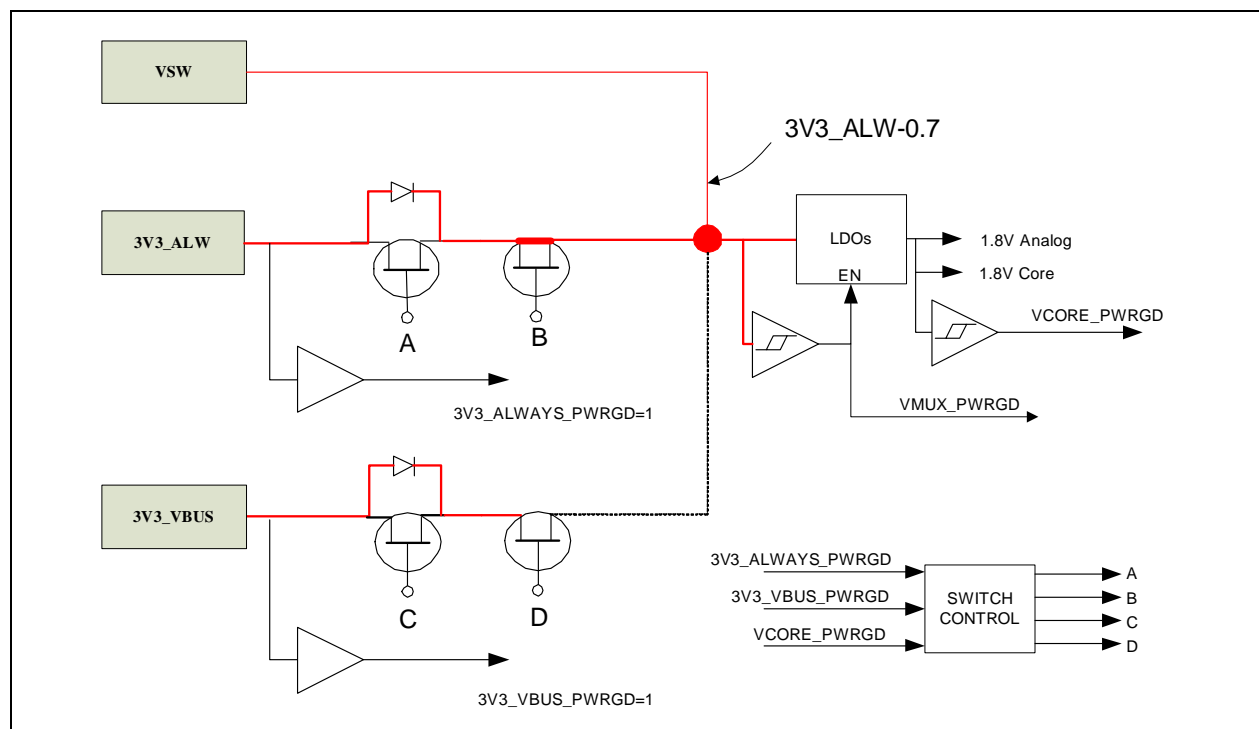 VSW
3V3_ALW-0.7
3V3_ALW
LDOs
EN
1.8V Analog
1.8V Core
A
B
VCORE_PWRGD
3V3_ALWAYS_PWRGD=1
VMUX_PWRGD
3V3_VBUS
C
D
3V3_VBUS_PWRGD=1
3V3_ALWAYS_PWRGD
3V3_VBUS_PWRGD
VCORE_PWRGD
SWITCH
CONTROL
A
B
C
D